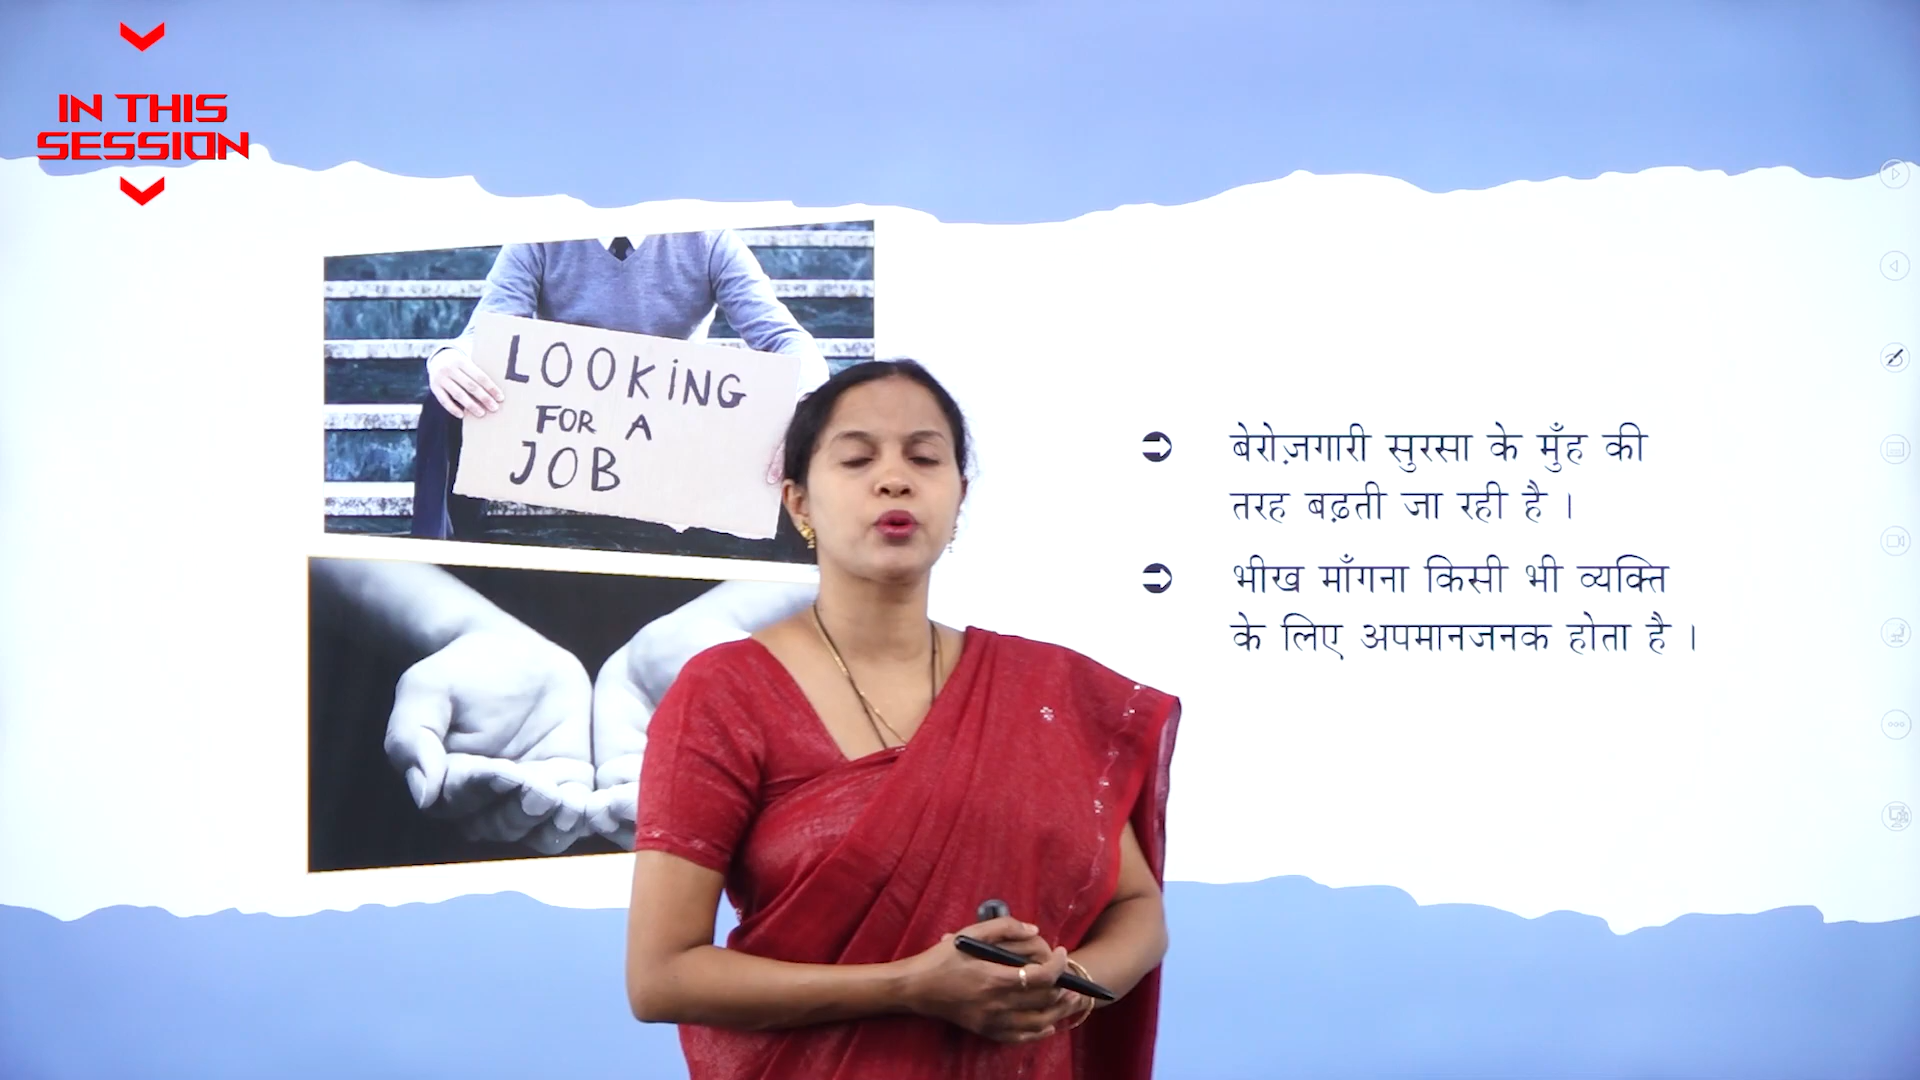 IN THIS
SESSION
LOOKING
FOR A
JOB
बेरोज़गारी सुरसा के मुँह की
तरह बढ़ती जा रही है ।
भीख माँगना किसी भी व्यक्ति
के लिए अपमानजनक होता है ।